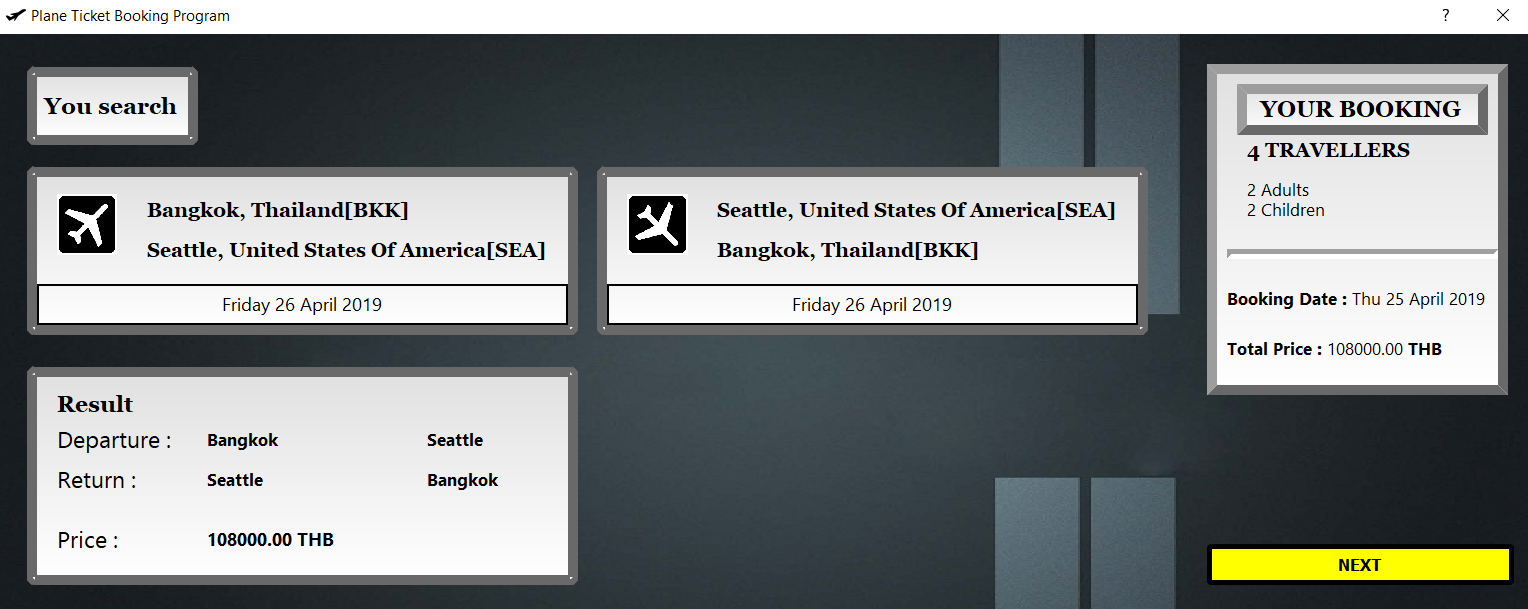 Plane Ticket Booking Program
?
You search
Bangkok, Thailand[BKK]
Seattle, United States Of America[SEA]
Friday 26 April 2019
Seattle, United States Of America[SEA]
Bangkok, Thailand[BKK]
Friday 26 April 2019
YOUR BOOKING
4 TRAVELLERS
2 Adults
2 Children
Booking Date : Thu 25 April 2019
Total Price : 108000.00 THB
Result
Departure : Bangkok Seattle
Return : Seattle Bangkok
Price : 108000.00 THB
NEXT